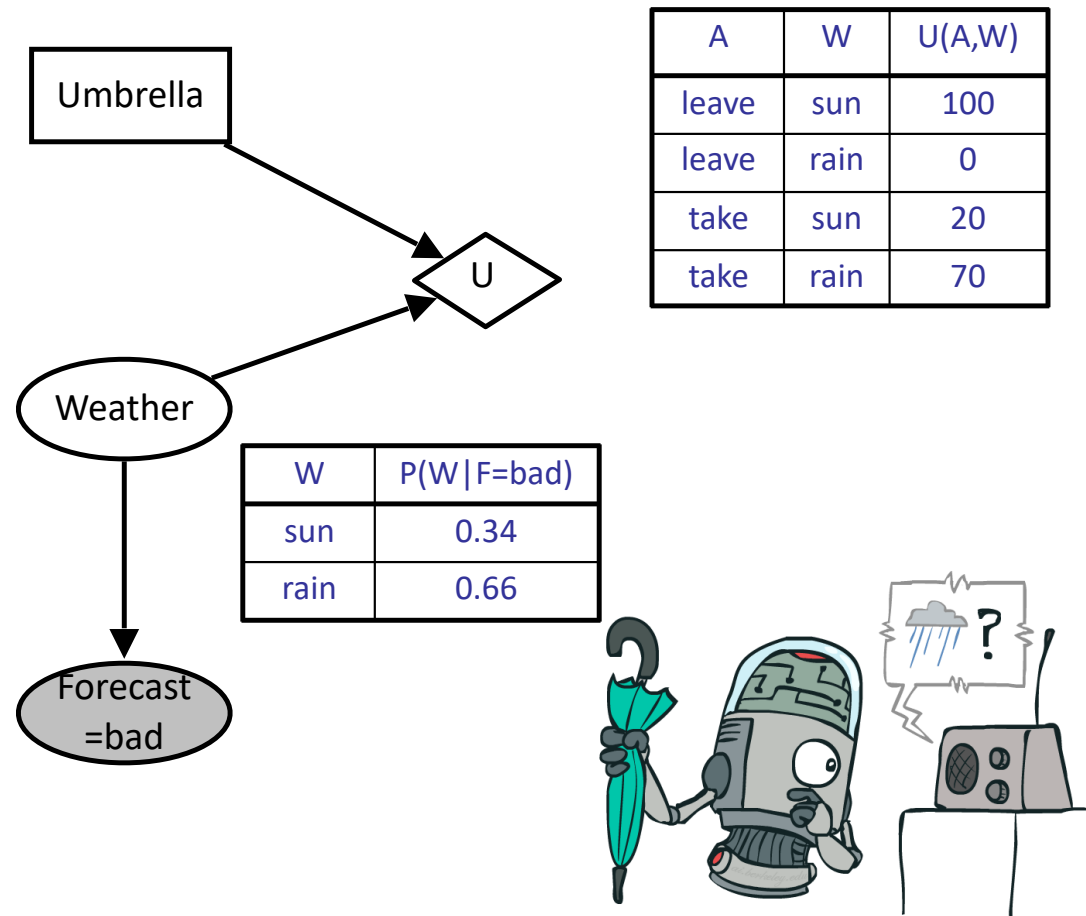 Umbrella
A W U(A,W)
leave sun 100
leave rain 0
take sun 20
take rain 70
U
Weather
W P(W|F=bad)
sun 0.34
rain 0.66
Forecast
=bad
?